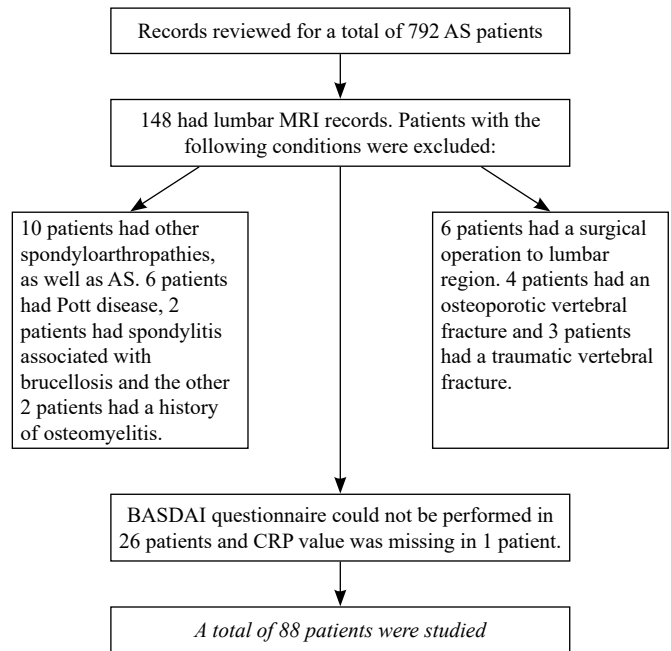 Records reviewed for a total of 792 AS patients
148 had lumbar MRI records. Patients with the
following conditions were excluded:
10 patients had other
spondyloarthropathies,
as well as AS. 6 patients
had Pott disease, 2
patients had spondylitis
associated with
brucellosis and the other
2 patients had a history
of osteomyelitis.
6 patients had a surgical
operation to lumbar
region. 4 patients had an
osteoporotic vertebral
fracture and 3 patients
had a traumatic vertebral
fracture.
BASDAI questionnaire could not be performed in
26 patients and CRP value was missing in 1 patient.
A total of 88 patients were studied